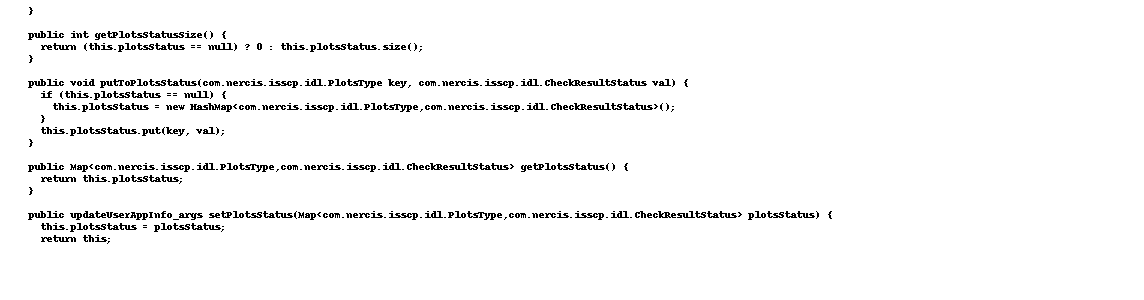 }
public int getPlotsStatusSize() {
return (this.plotsStatus == null) ? 0 : this.plotsStatus.size();
}
public void putToPlotsStatus(com.nercis.isscp.idl.PlotsType key, com.nercis.isscp.idl.CheckResultStatus val) {
if (this.plotsStatus == null) {
this.plotsStatus = new HashMap<com.nercis.isscp.idl.PlotsType,com.nercis.isscp.idl.CheckResultStatus>();
}
this.plotsStatus.put(key, val);
}
public Map<com.nercis.isscp.idl.PlotsType,com.nercis.isscp.idl.CheckResultStatus> getPlotsStatus() {
return this.plotsStatus;
}
public updateUserAppInfo_args setPlotsStatus(Map<com.nercis.isscp.idl.PlotsType,com.nercis.isscp.idl.CheckResultStatus> plotsStatus) {
this.plotsStatus = plotsStatus;
return this;